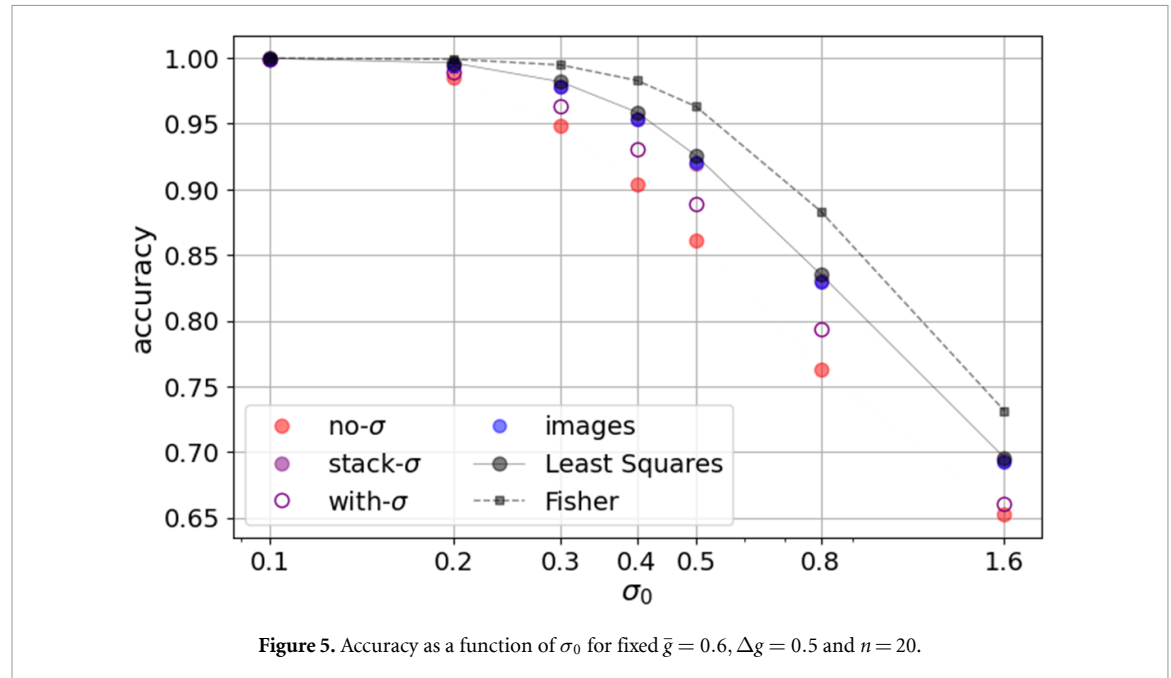 1.00
0.95
0.90
0.85
0.80
0.75
0.70
0.65
accuracy
no-σ
stack-σ
with-σ
images
Least Squares
Fisher
0.1 0.2 0.3 0.4 0.5 0.8 1.6
σ₀
Figure 5. Accuracy as a function of σ₀ for fixed ḡ = 0.6, Δg = 0.5 and n = 20.